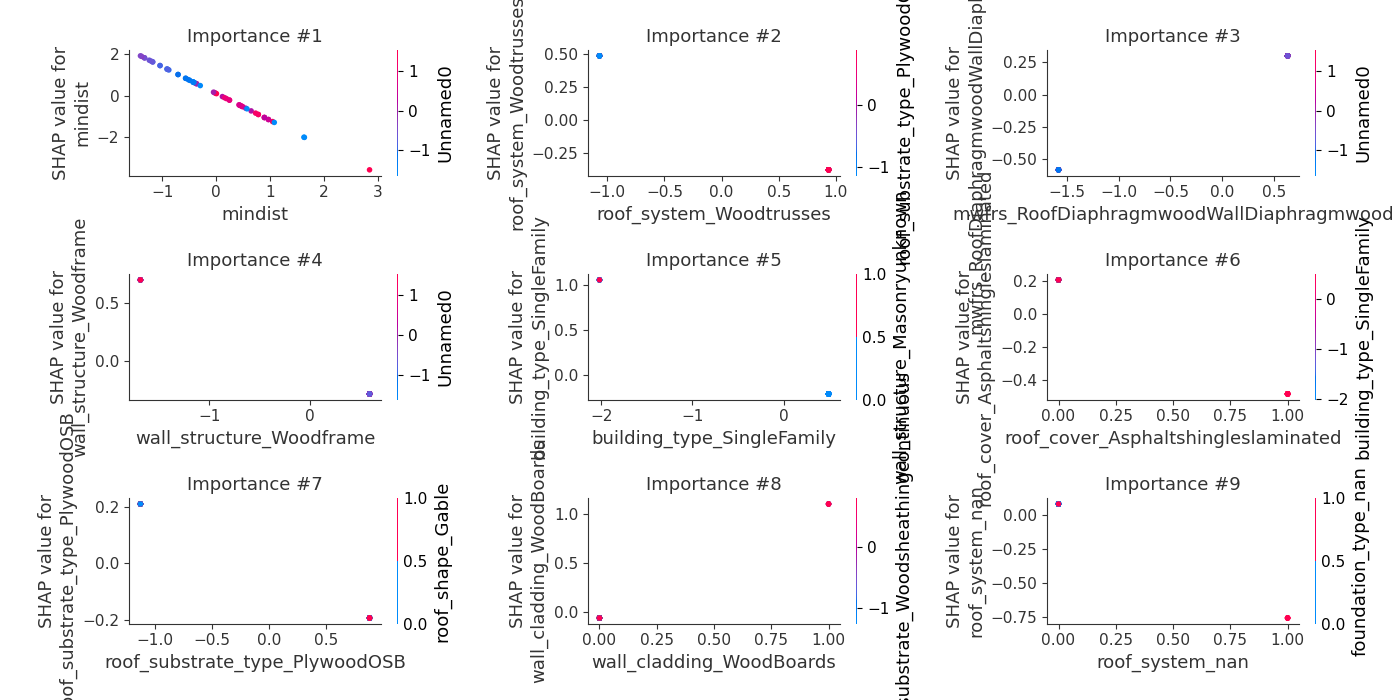 Importance #1
SHAP value for
mindist
2
0
−2
−1
0
1
2
3
mindist
1
0
−1
Unnamed0
Importance #2
SHAP value for
roof_system_Woodtrusses
0.50
0.25
0.00
−0.25
−1.0
−0.5
0.0
0.5
1.0
roof_system_Woodtrusses
0
−1
Importance #3
SHAP value for
0.25
0.00
−0.25
−0.50
−1.5
−1.0
−0.5
0.0
0.5
1
0
−1
Unnamed0
Importance #4
SHAP value for
wall_structure_Woodframe
0.5
0.0
−1
0
wall_structure_Woodframe
1
0
−1
Unnamed0
Importance #5
SHAP value for
building_type_SingleFamily
1.0
0.5
0.0
−2
−1
0
building_type_SingleFamily
1.0
0.5
0.0
Importance #6
SHAP value for
roof_cover_Asphaltshingleslaminated
0.2
0.0
−0.2
−0.4
0.00
0.25
0.50
0.75
1.00
roof_cover_Asphaltshingleslaminated
0
−1
−2
building_type_SingleFamily
Importance #7
SHAP value for
0.2
0.0
−0.2
−1.0
−0.5
0.0
0.5
roof_substrate_type_PlywoodOSB
1.0
0.5
0.0
roof_shape_Gable
Importance #8
SHAP value for
wall_cladding_WoodBoards
1.0
0.5
0.0
0.00
0.25
0.50
0.75
1.00
wall_cladding_WoodBoards
0
−1
Importance #9
SHAP value for
roof_system_nan
0.00
−0.25
−0.50
−0.75
0.00
0.25
0.50
0.75
1.00
roof_system_nan
1.0
0.5
0.0
foundation_type_nan